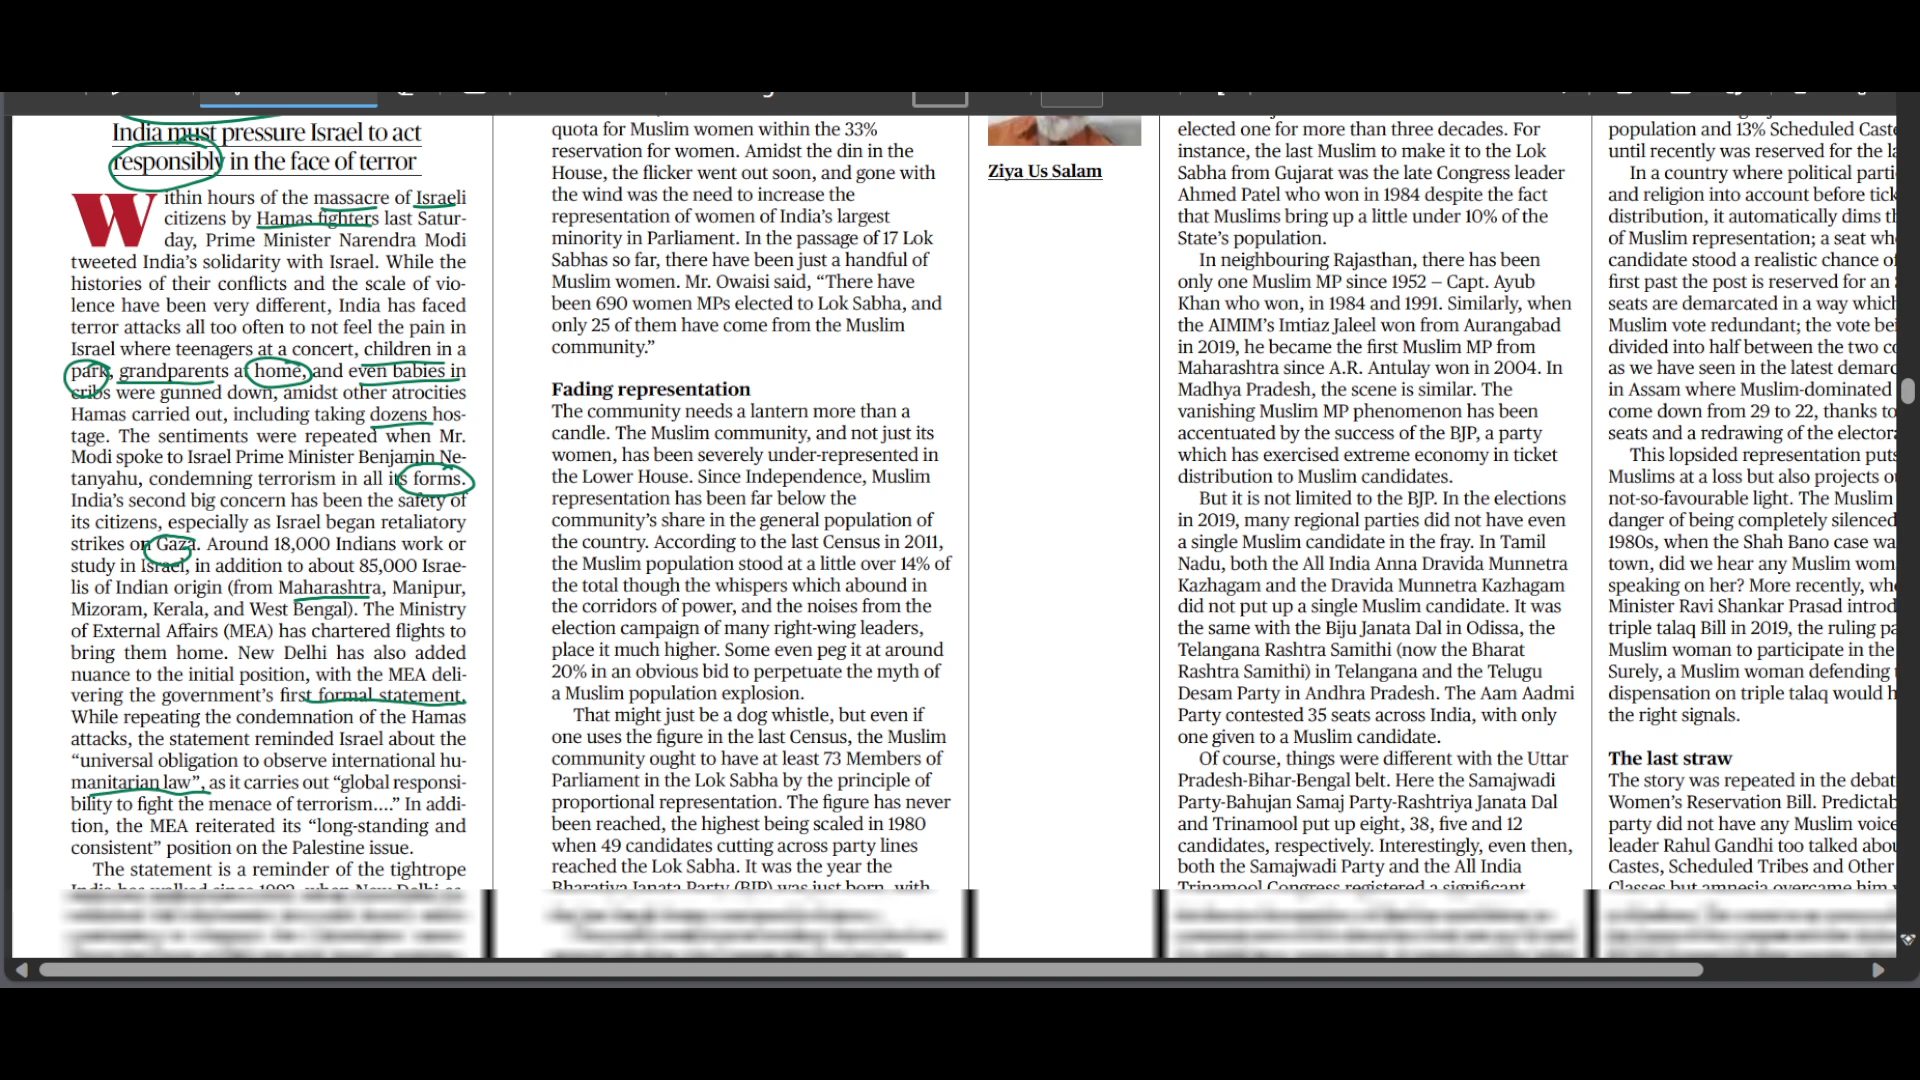 India must pressure Israel to act
responsibly in the face of terror
Within hours of the massacre of Israeli
citizens by Hamas fighters last Satur-
day, Prime Minister Narendra Modi
tweeted India's solidarity with Israel. While the
histories of their conflicts and the scale of vio-
lence have been very different, India has faced
terror attacks all too often to not feel the pain in
Israel where teenagers at a concert, children in a
park, grandparents at home, and even babies in
cribs were gunned down, amidst other atrocities
Hamas carried out, including taking dozens hos-
tage. The sentiments were repeated when Mr.
Modi spoke to Israel Prime Minister Benjamin Ne-
tanyahu, condemning terrorism in all its forms.
India's second big concern has been the safety of
its citizens, especially as Israel began retaliatory
strikes on Gaza. Around 18,000 Indians work or
study in Israel, in addition to about 85,000 Israe-
lis of Indian origin (from Maharashtra, Manipur,
Mizoram, Kerala, and West Bengal). The Ministry
of External Affairs (MEA) has chartered flights to
bring them home. New Delhi has also added
nuance to the initial position, with the MEA deli-
vering the government's first formal statement.
While repeating the condemnation of the Hamas
attacks, the statement reminded Israel about the
"universal obligation to observe international hu-
manitarian law", as it carries out "global responsi-
bility to fight the menace of terrorism...." In addi-
tion, the MEA reiterated its "long-standing and
consistent" position on the Palestine issue.
The statement is a reminder of the tightrope
quota for Muslim women within the 33%
reservation for women. Amidst the din in the
House, the flicker went out soon, and gone with
the wind was the need to increase the
representation of women of India's largest
minority in Parliament. In the passage of 17 Lok
Sabhas so far, there have been just a handful of
Muslim women. Mr. Owaisi said, "There have
been 690 women MPs elected to Lok Sabha, and
only 25 of them have come from the Muslim
community."
Fading representation
The community needs a lantern more than a
candle. The Muslim community, and not just its
women, has been severely under-represented in
the Lower House. Since Independence, Muslim
representation has been far below the
community's share in the general population of
the country. According to the last Census in 2011,
the Muslim population stood at a little over 14% of
the total though the whispers which abound in
the corridors of power, and the noises from the
election campaign of many right-wing leaders,
place it much higher. Some even peg it at around
20% in an obvious bid to perpetuate the myth of
a Muslim population explosion.
That might just be a dog whistle, but even if
one uses the figure in the last Census, the Muslim
community ought to have at least 73 Members of
Parliament in the Lok Sabha by the principle of
proportional representation. The figure has never
been reached, the highest being scaled in 1980
when 49 candidates cutting across party lines
reached the Lok Sabha. It was the year the
Bharatiya Janata Party (BJP) was just born, with
Ziya Us Salam
elected one for more than three decades. For
instance, the last Muslim to make it to the Lok
Sabha from Gujarat was the late Congress leader
Ahmed Patel who won in 1984 despite the fact
that Muslims bring up a little under 10% of the
State's population.
In neighbouring Rajasthan, there has been
only one Muslim MP since 1952 – Capt. Ayub
Khan who won, in 1984 and 1991. Similarly, when
the AIMIM's Imtiaz Jaleel won from Aurangabad
in 2019, he became the first Muslim MP from
Maharashtra since A.R. Antulay won in 2004. In
Madhya Pradesh, the scene is similar. The
vanishing Muslim MP phenomenon has been
accentuated by the success of the BJP, a party
which has exercised extreme economy in ticket
distribution to Muslim candidates.
But it is not limited to the BJP. In the elections
in 2019, many regional parties did not have even
a single Muslim candidate in the fray. In Tamil
Nadu, both the All India Anna Dravida Munnetra
Kazhagam and the Dravida Munnetra Kazhagam
did not put up a single Muslim candidate. It was
the same with the Biju Janata Dal in Odissa, the
Telangana Rashtra Samithi (now the Bharat
Rashtra Samithi) in Telangana and the Telugu
Desam Party in Andhra Pradesh. The Aam Aadmi
Party contested 35 seats across India, with only
one given to a Muslim candidate.
Of course, things were different with the Uttar
Pradesh-Bihar-Bengal belt. Here the Samajwadi
Party-Bahujan Samaj Party-Rashtriya Janata Dal
and Trinamool put up eight, 38, five and 12
candidates, respectively. Interestingly, even then,
both the Samajwadi Party and the All India
Trinamool Congress registered a significant
population and 13% Scheduled Caste
until recently was reserved for the la
In a country where political parti
and religion into account before tick
distribution, it automatically dims th
of Muslim representation; a seat wh
candidate stood a realistic chance of
first past the post is reserved for an
seats are demarcated in a way which
Muslim vote redundant; the vote bei
divided into half between the two co
as we have seen in the latest demarc
in Assam where Muslim-dominated
come down from 29 to 22, thanks to
seats and a redrawing of the electora
This lopsided representation puts
Muslims at a loss but also projects o
not-so-favourable light. The Muslim
danger of being completely silenced
1980s, when the Shah Bano case wa
town, did we hear any Muslim wom
speaking on her? More recently, whe
Minister Ravi Shankar Prasad introd
triple talaq Bill in 2019, the ruling pa
Muslim woman to participate in the
Surely, a Muslim woman defending
dispensation on triple talaq would h
the right signals.
The last straw
The story was repeated in the debat
Women's Reservation Bill. Predictab
party did not have any Muslim voice
leader Rahul Gandhi too talked abou
Castes, Scheduled Tribes and Other
Classes but amnesia overcame him